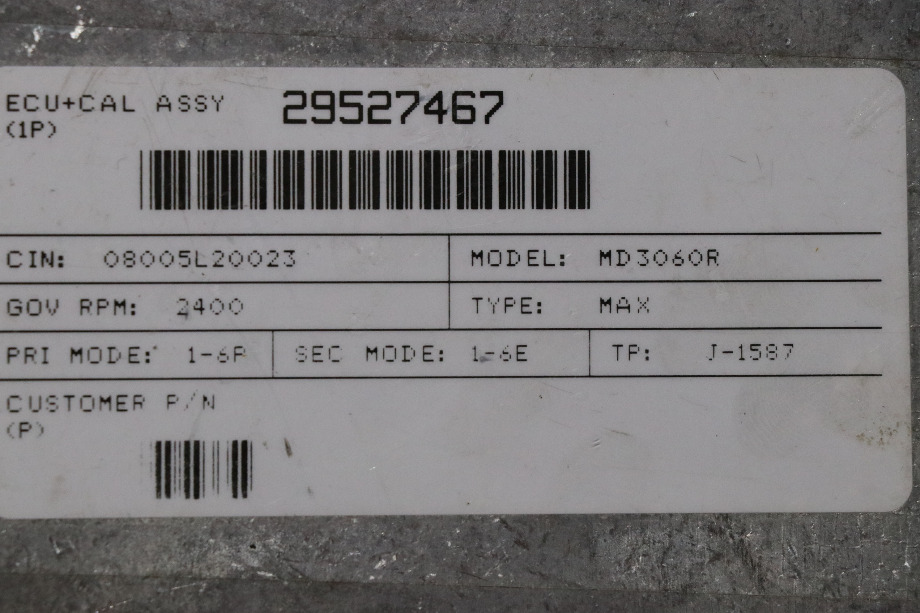 ECU+CAL ASSY 29527467
(1P)
CIN: 08005L20023 MODEL: MD3060R
GOV RPM: 2400 TYPE: MAX
PRI MODE: 1-6P SEC MODE: 1-6E TP: J-1587
CUSTOMER P/N
(P)